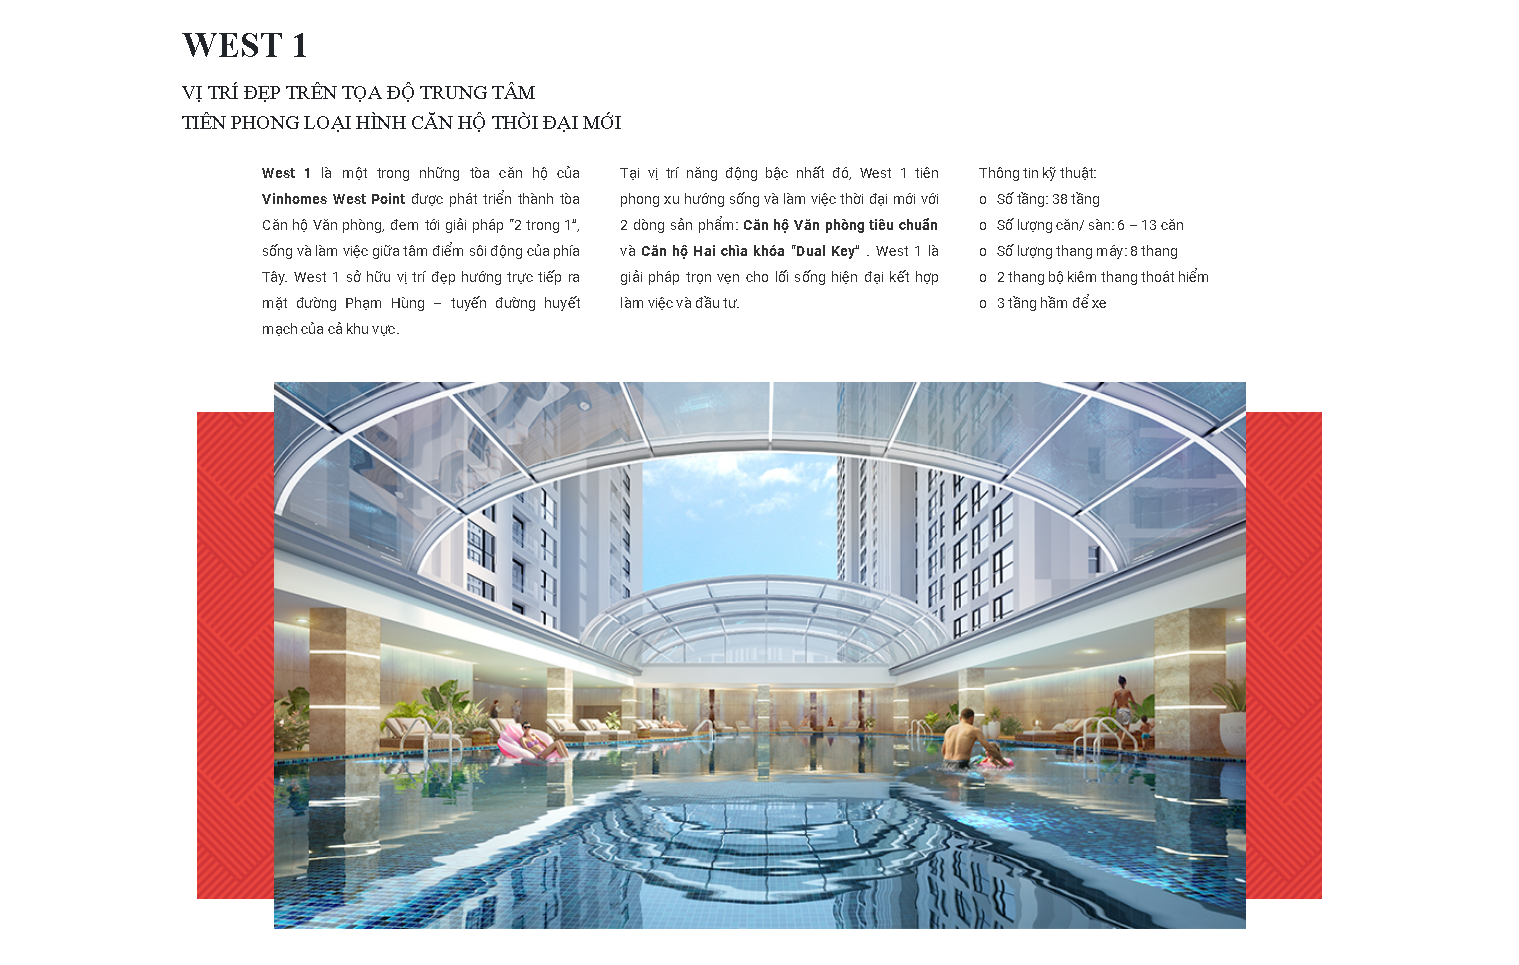 WEST 1
VỊ TRÍ ĐẸP TRÊN TỌA ĐỘ TRUNG TÂM
TIÊN PHONG LOẠI HÌNH CĂN HỘ THỜI ĐẠI MỚI
West 1 là một trong những tòa căn hộ của
Vinhomes West Point được phát triển thành tòa
Căn hộ Văn phòng, đem tới giải pháp "2 trong 1",
sống và làm việc giữa tâm điểm sôi động của phía
Tây. West 1 sở hữu vị trí đẹp hướng trực tiếp ra
mặt đường Phạm Hùng – tuyến đường huyết
mạch của cả khu vực.
Tại vị trí năng động bậc nhất đó, West 1 tiên
phong xu hướng sống và làm việc thời đại mới với
2 dòng sản phẩm: Căn hộ Văn phòng tiêu chuẩn
và Căn hộ Hai chìa khóa "Dual Key" . West 1 là
giải pháp trọn vẹn cho lối sống hiện đại kết hợp
làm việc và đầu tư.
Thông tin kỹ thuật:
o Số tầng: 38 tầng
o Số lượng căn/ sàn: 6 – 13 căn
o Số lượng thang máy: 8 thang
o 2 thang bộ kiêm thang thoát hiểm
o 3 tầng hầm để xe